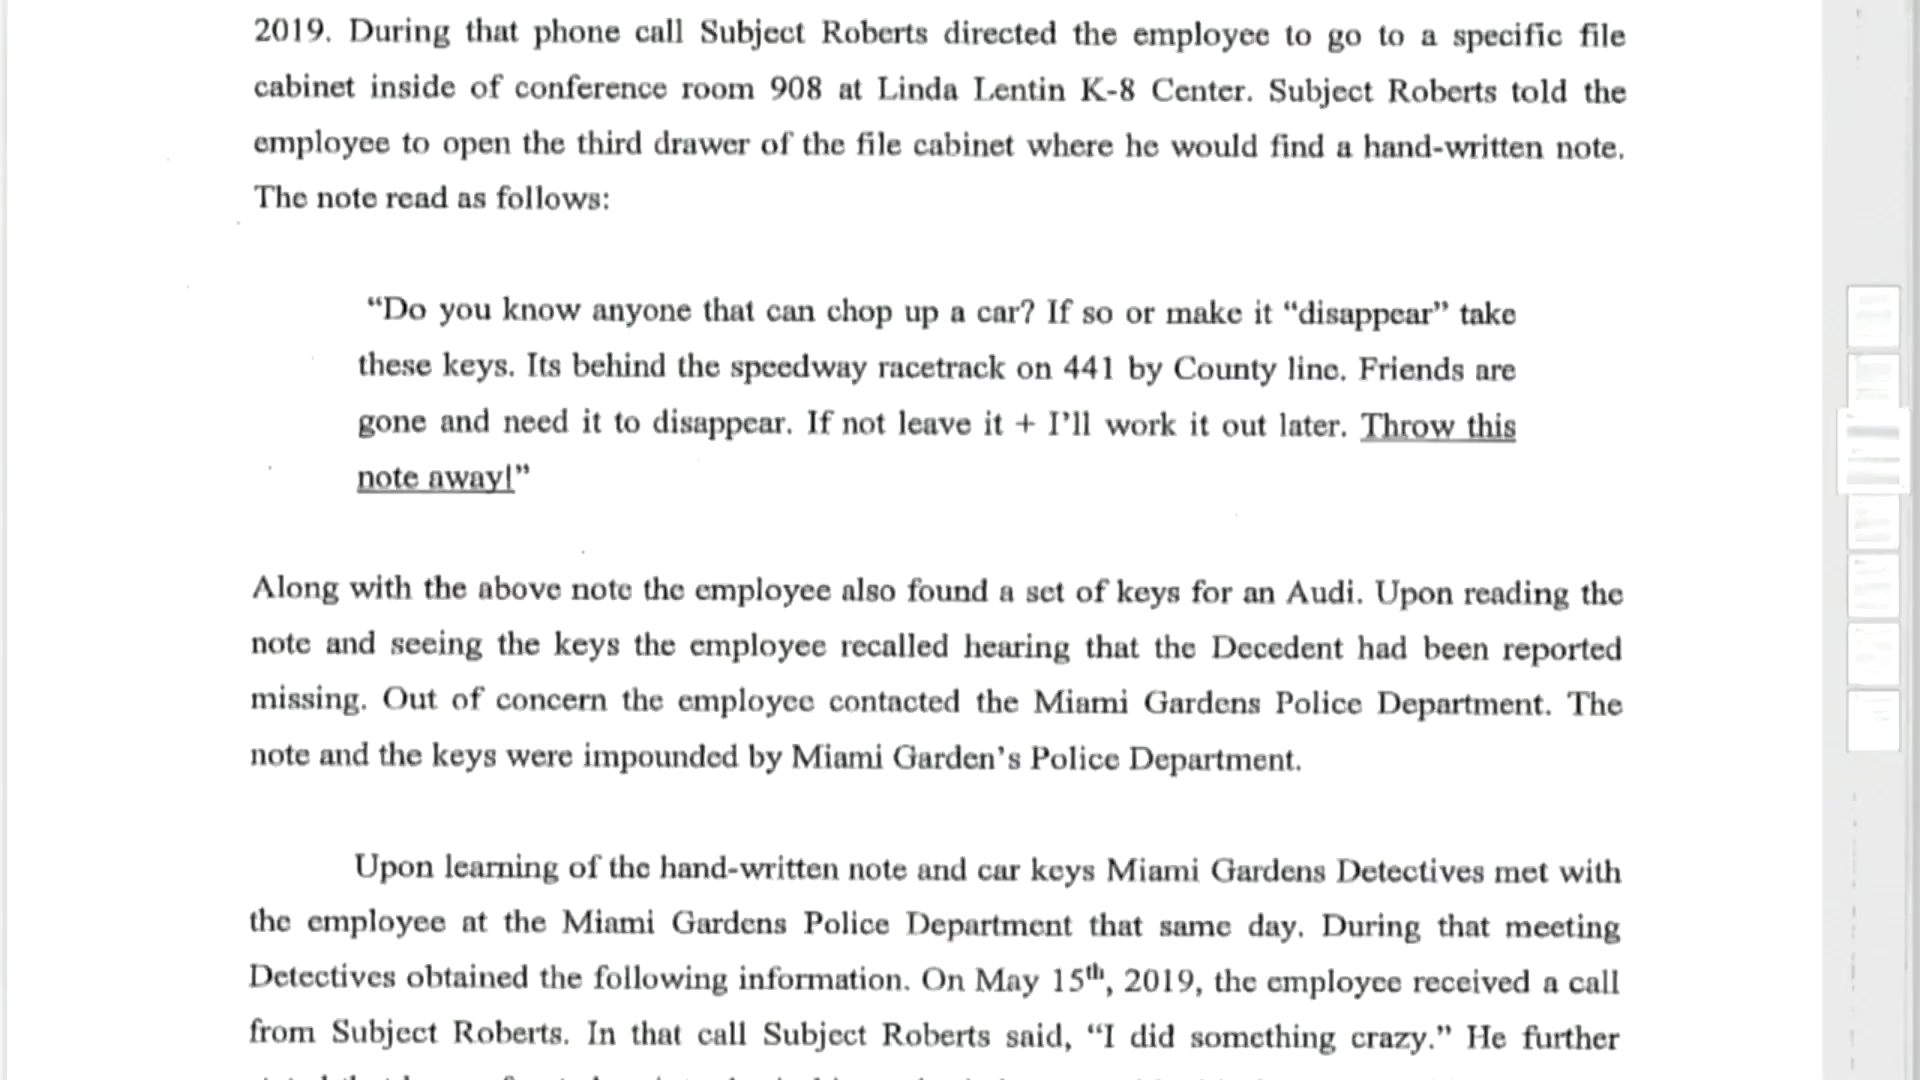 2019. During that phone call Subject Roberts directed the employee to go to a specific file
cabinet inside of conference room 908 at Linda Lentin K-8 Center. Subject Roberts told the
employee to open the third drawer of the file cabinet where he would find a hand-written note.
The note read as follows:
“Do you know anyone that can chop up a car? If so or make it “disappear” take
these keys. Its behind the speedway racetrack on 441 by County line. Friends are
gone and need it to disappear. If not leave it + I’ll work it out later. Throw this
note away!”
Along with the above note the employee also found a set of keys for an Audi. Upon reading the
note and seeing the keys the employee recalled hearing that the Decedent had been reported
missing. Out of concern the employee contacted the Miami Gardens Police Department. The
note and the keys were impounded by Miami Garden’s Police Department.
Upon learning of the hand-written note and car keys Miami Gardens Detectives met with
the employee at the Miami Gardens Police Department that same day. During that meeting
Detectives obtained the following information. On May 15th, 2019, the employee received a call
from Subject Roberts. In that call Subject Roberts said, “I did something crazy.” He further